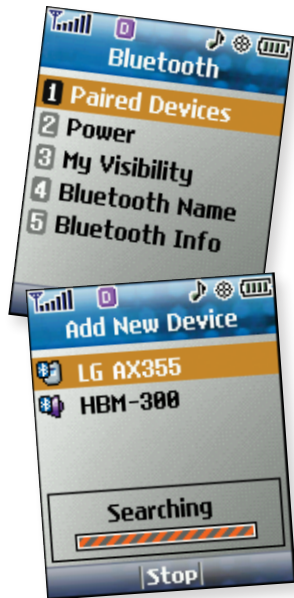 D
Bluetooth
1 Paired Devices
2 Power
3 My Visibility
4 Bluetooth Name
5 Bluetooth Info
D
Add New Device
LG AX355
HBM-300
Searching
Stop